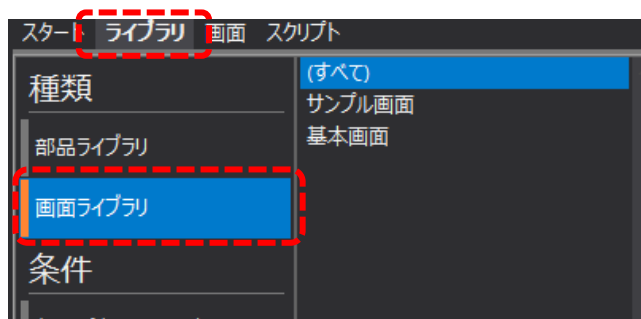 スタート ライブラリ 画面 スクリプト
種類
部品ライブラリ
画面ライブラリ
条件
(すべて)
サンプル画面
基本画面